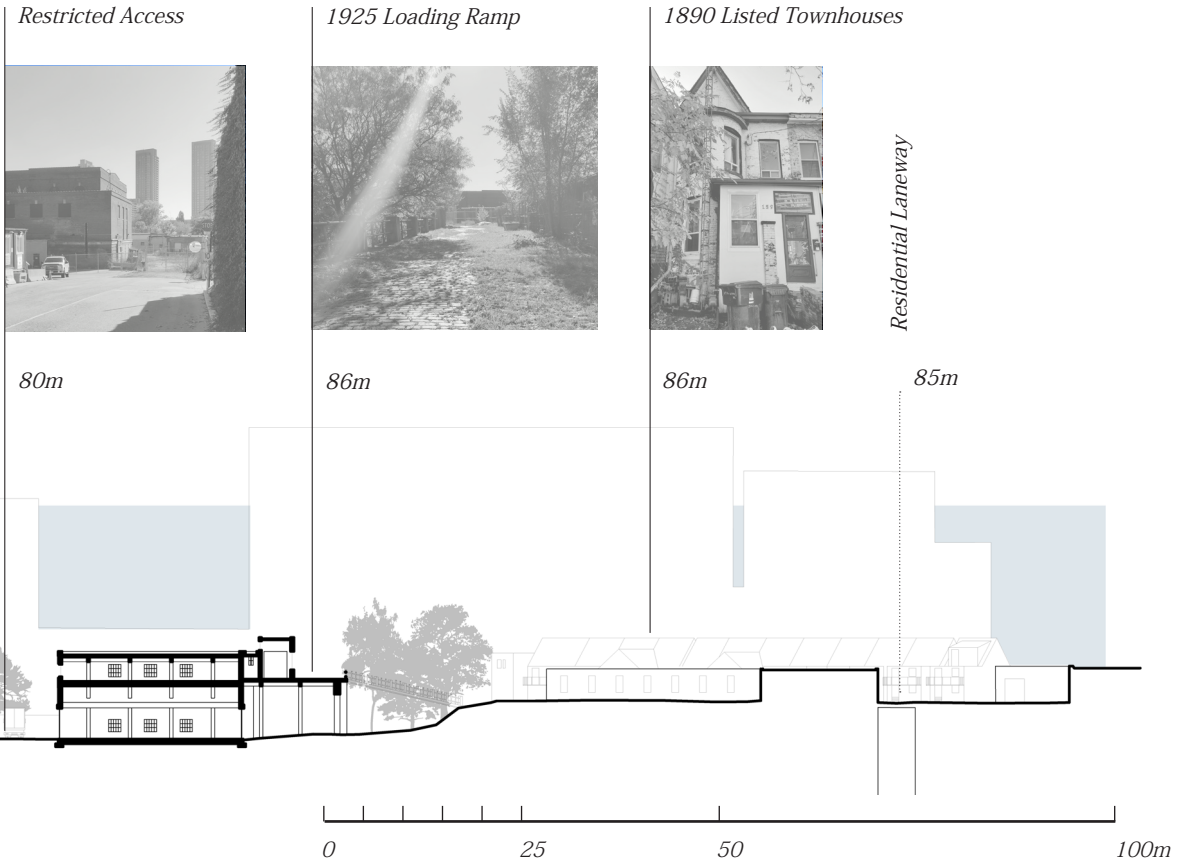 Restricted Access
1925 Loading Ramp
1890 Listed Townhouses
Residential Laneway
80m
86m
86m
85m
0
25
50
100m